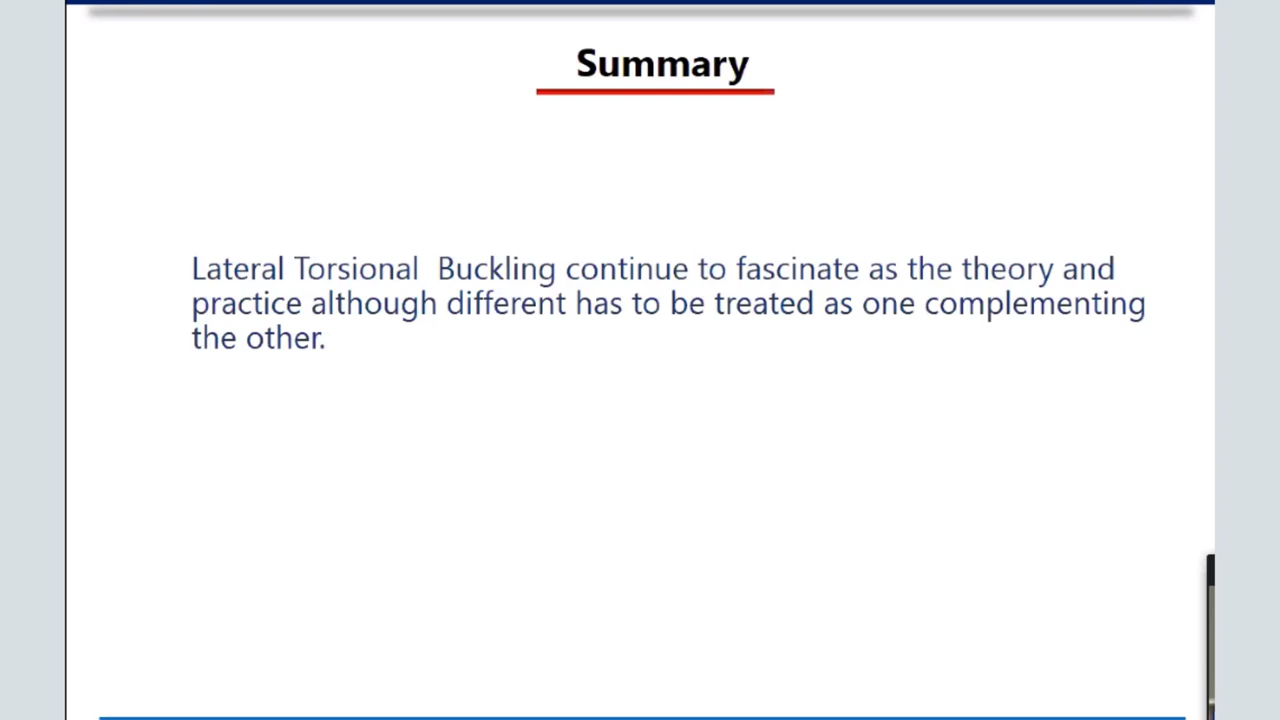 Summary
Lateral Torsional  Buckling continue to fascinate as the theory and
practice although different has to be treated as one complementing
the other.